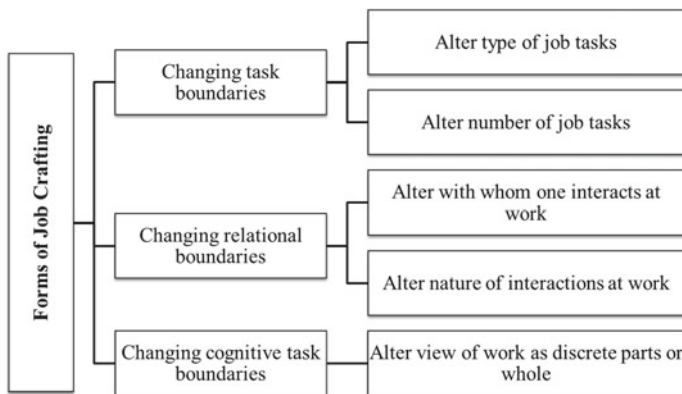 Forms of Job Crafting
Changing task
boundaries
Alter type of job tasks
Alter number of job tasks
Changing relational
boundaries
Alter with whom one interacts at
work
Alter nature of interactions at work
Changing cognitive task
boundaries
Alter view of work as discrete parts or
whole